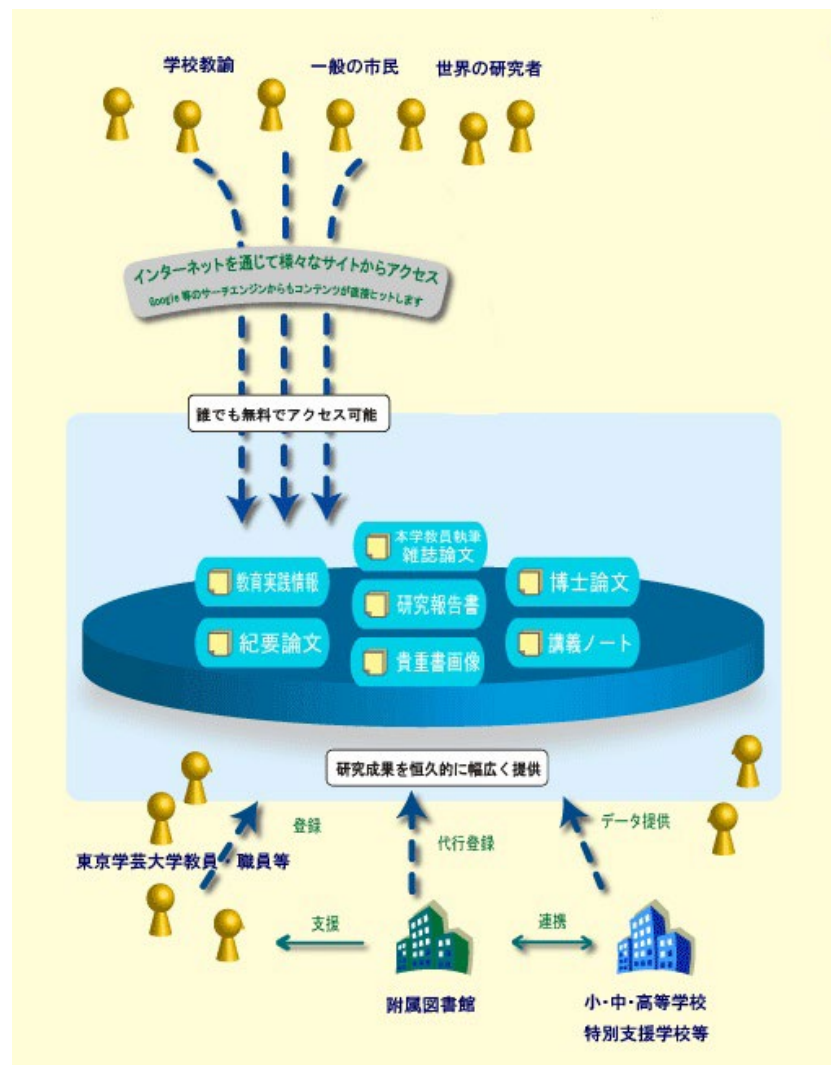 学校教諭
一般の市民
世界の研究者
インターネットを通じて様々なサイトからアクセス
Google 等のサーチエンジンからもコンテンツが直接ヒットします
誰でも無料でアクセス可能
本学教員執筆
雑誌論文
教育実践情報
博士論文
研究報告書
紀要論文
講義ノート
貴重書画像
研究成果を恒久的に幅広く提供
登録
代行登録
データ提供
東京学芸大学教員・職員等
支援
連携
附属図書館
小・中・高等学校
特別支援学校等